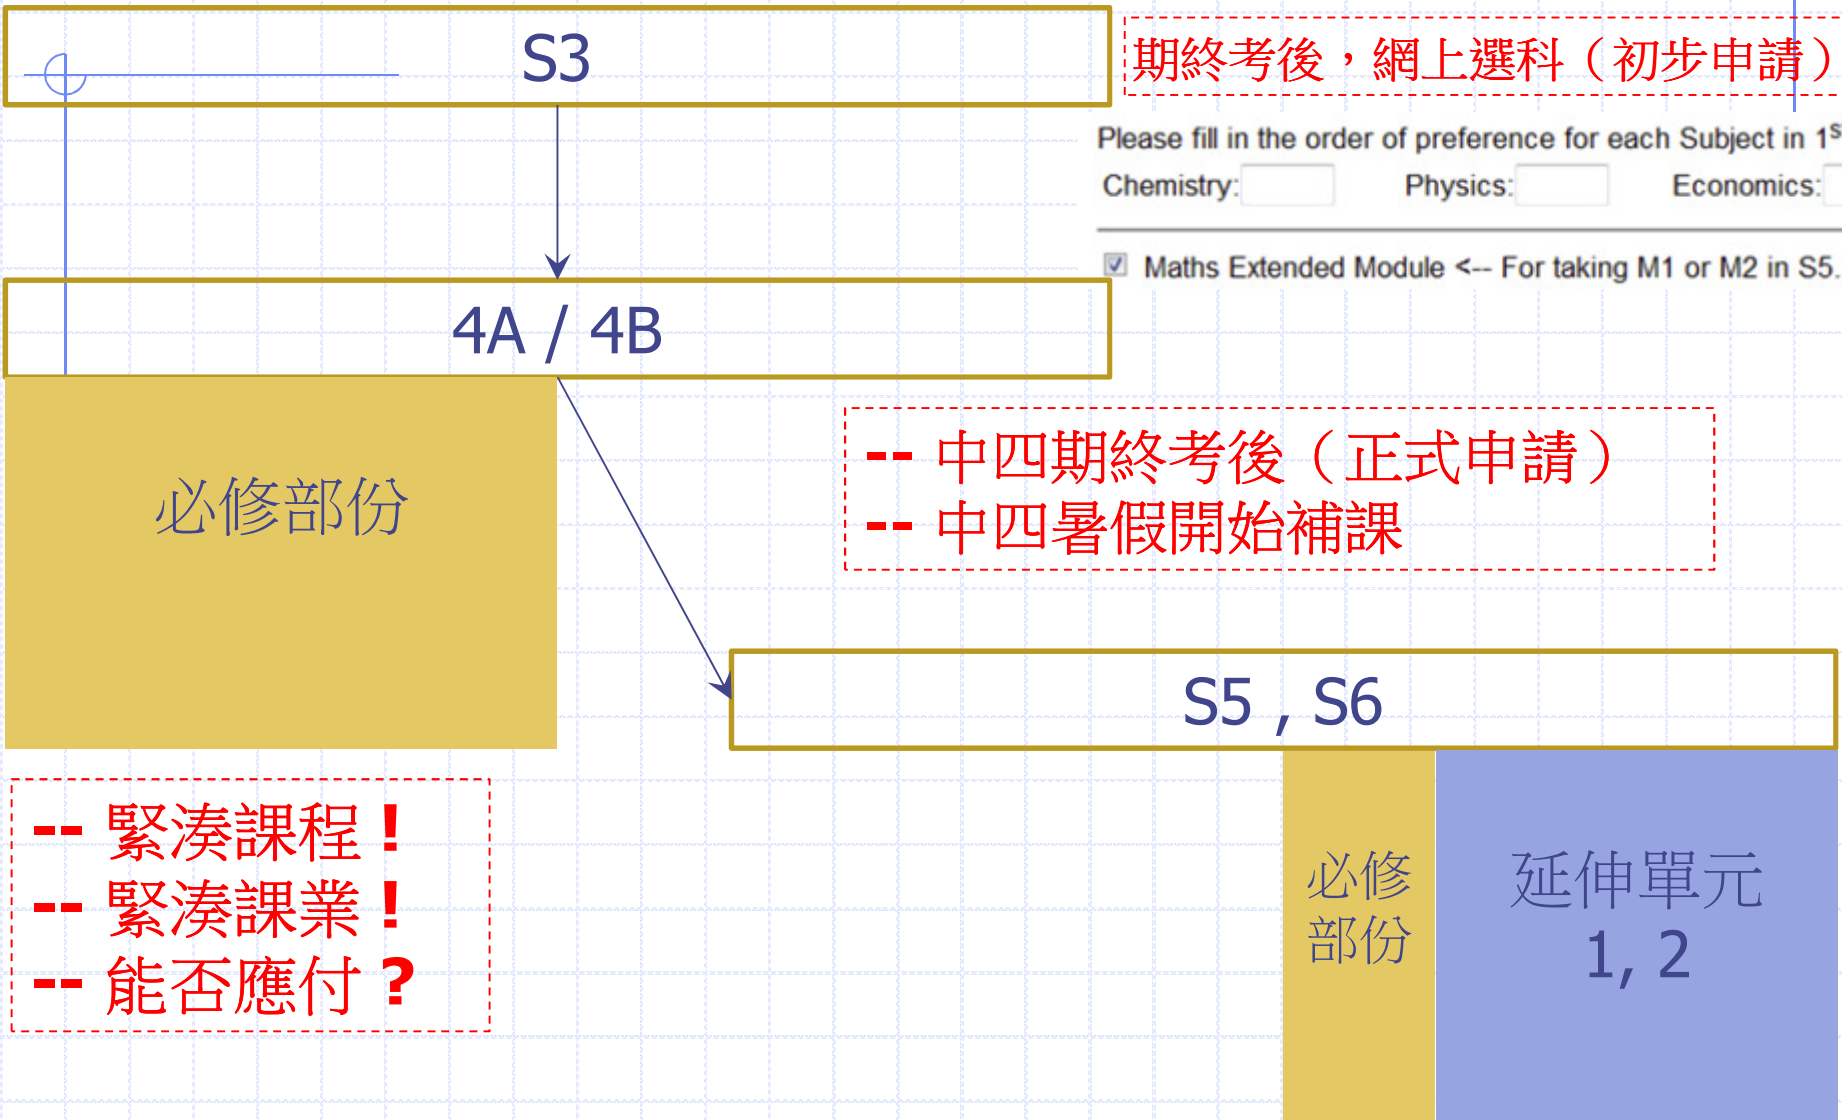 S3
期終考後，網上選科（初步申請）
Please fill in the order of preference for each Subject in 1
Chemistry: Physics: Economics:
Maths Extended Module <-- For taking M1 or M2 in S5.
4A / 4B
必修部份
-- 中四期終考後（正式申請）
-- 中四暑假開始補課
S5 , S6
-- 緊湊課程！
-- 緊湊課業！
-- 能否應付？
必修
部份
延伸單元
1, 2